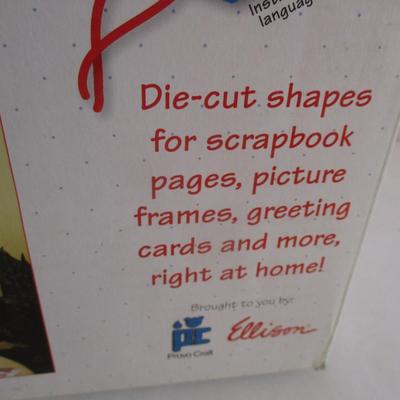 Die-cut shapes
for scrapbook
pages, picture
frames, greeting
cards and more,
right at home!
Brought to you by:
Provo Craft
Ellison